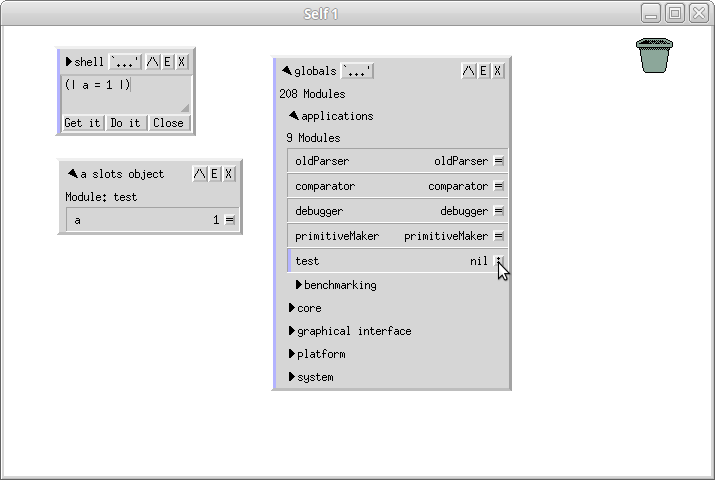 Self 1
shell `...' /\ E X
(| a = 1 |)
Get it Do it Close
a slots object /\ E X
Module: test
a 1 =
globals `...' /\ E X
208 Modules
applications
9 Modules
oldParser oldParser =
comparator comparator =
debugger debugger =
primitiveMaker primitiveMaker =
test nil :
benchmarking
core
graphical interface
platform
system